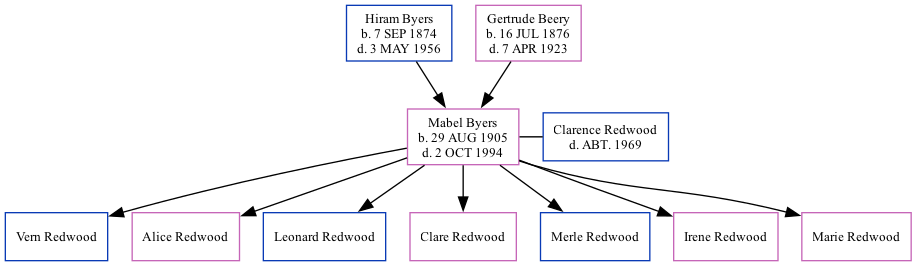 Hiram Byers
b. 7 SEP 1874
d. 3 MAY 1956
Gertrude Beery
b. 16 JUL 1876
d. 7 APR 1923
Mabel Byers
b. 29 AUG 1905
d. 2 OCT 1994
Clarence Redwood
d. ABT. 1969
Vern Redwood
Alice Redwood
Leonard Redwood
Clare Redwood
Merle Redwood
Irene Redwood
Marie Redwood